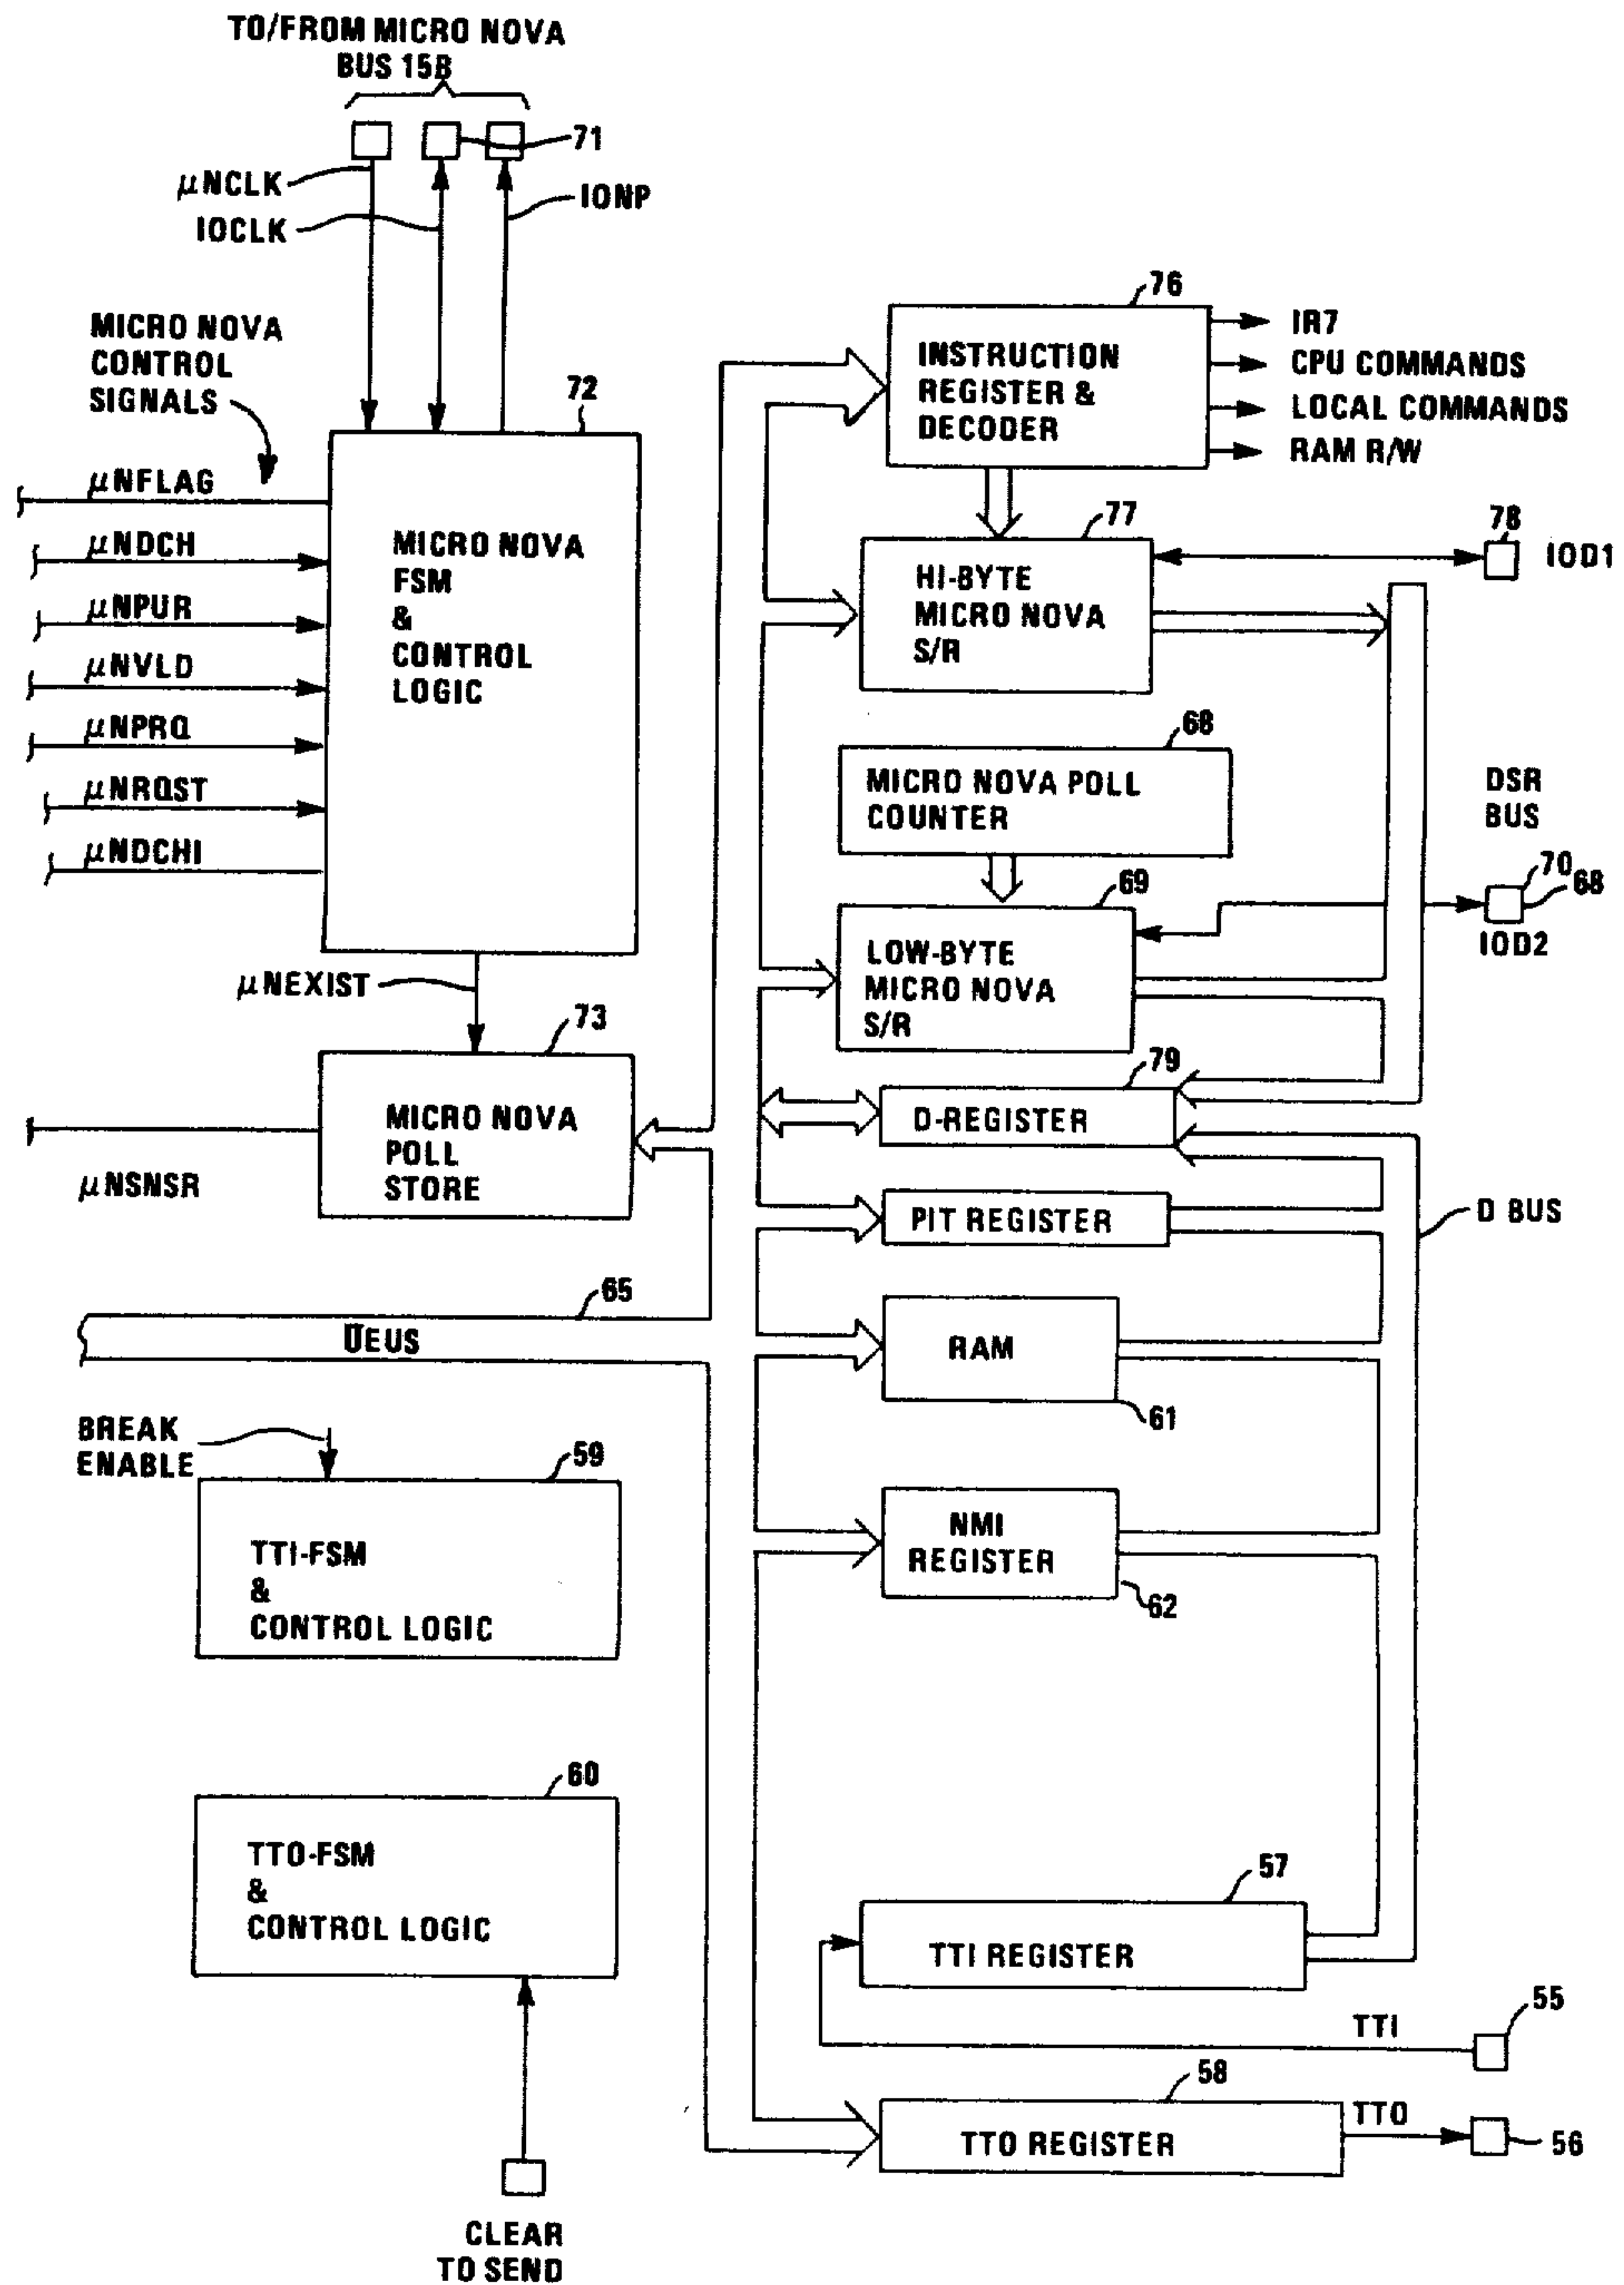 TO/FROM MICRO NOVA
BUS 15B
71
μNCLK
IONP
IOCLK
MICRO NOVA
CONTROL
SIGNALS
72
μNFLAG
μNDCH
μNPUR
μNVLD
μNPRQ
μNRQST
μNDCHI
MICRO NOVA
FSM
&
CONTROL
LOGIC
μNEXIST
73
MICRO NOVA
POLL
STORE
μNSNSR
65
UEUS
BREAK
ENABLE
59
TTI-FSM
&
CONTROL LOGIC
60
TTO-FSM
&
CONTROL LOGIC
CLEAR
TO SEND
76
INSTRUCTION
REGISTER &
DECODER
IR7
CPU COMMANDS
LOCAL COMMANDS
RAM R/W
77
HI-BYTE
MICRO NOVA
S/R
78
IOD1
68
MICRO NOVA POLL
COUNTER
DSR
BUS
69
LOW-BYTE
MICRO NOVA
S/R
70
68
IOD2
79
D-REGISTER
PIT REGISTER
D BUS
RAM
61
NMI
REGISTER
62
57
TTI REGISTER
TTI
55
58
TTO REGISTER
TTO
56